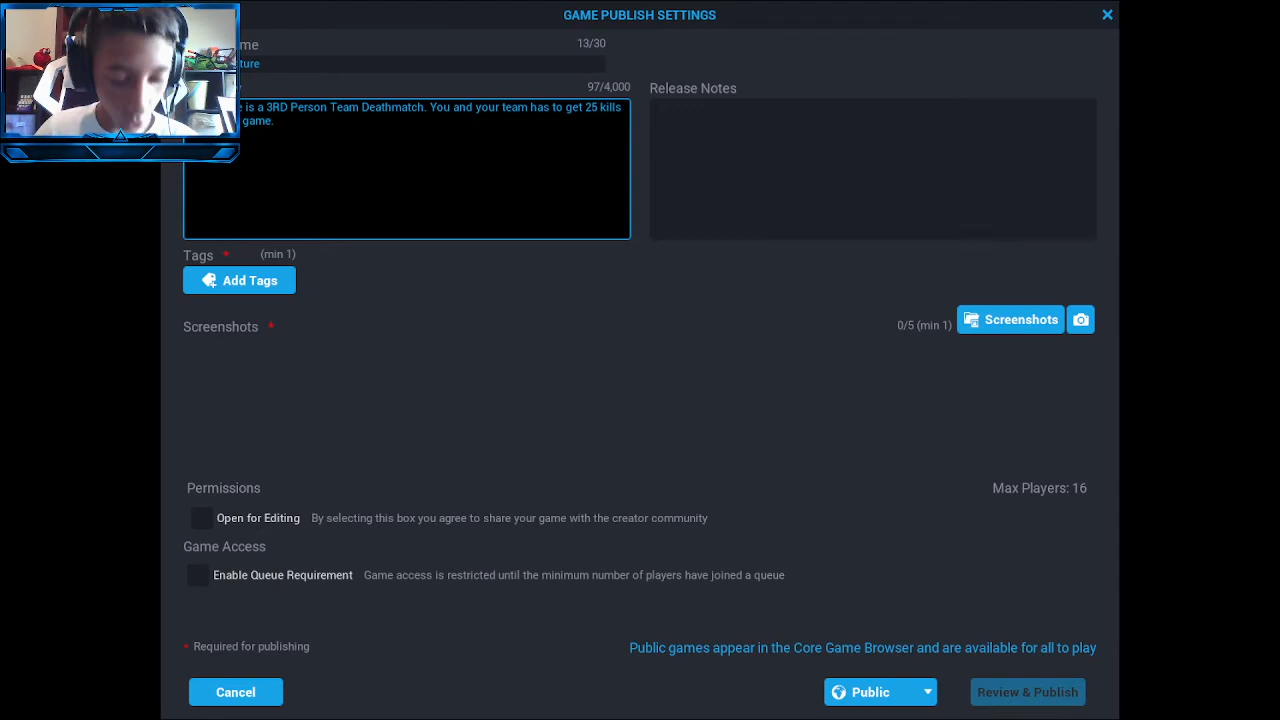 GAME PUBLISH SETTINGS
13/30
97/4,000
Release Notes
is a 3RD Person Team Deathmatch. You and your team has to get 25 kills
game.
Tags * (min 1)
Add Tags
Screenshots *
0/5 (min 1)
Screenshots
Permissions
Max Players: 16
Open for Editing By selecting this box you agree to share your game with the creator community
Game Access
Enable Queue Requirement Game access is restricted until the minimum number of players have joined a queue
* Required for publishing
Public games appear in the Core Game Browser and are available for all to play
Cancel
Public
Review & Publish